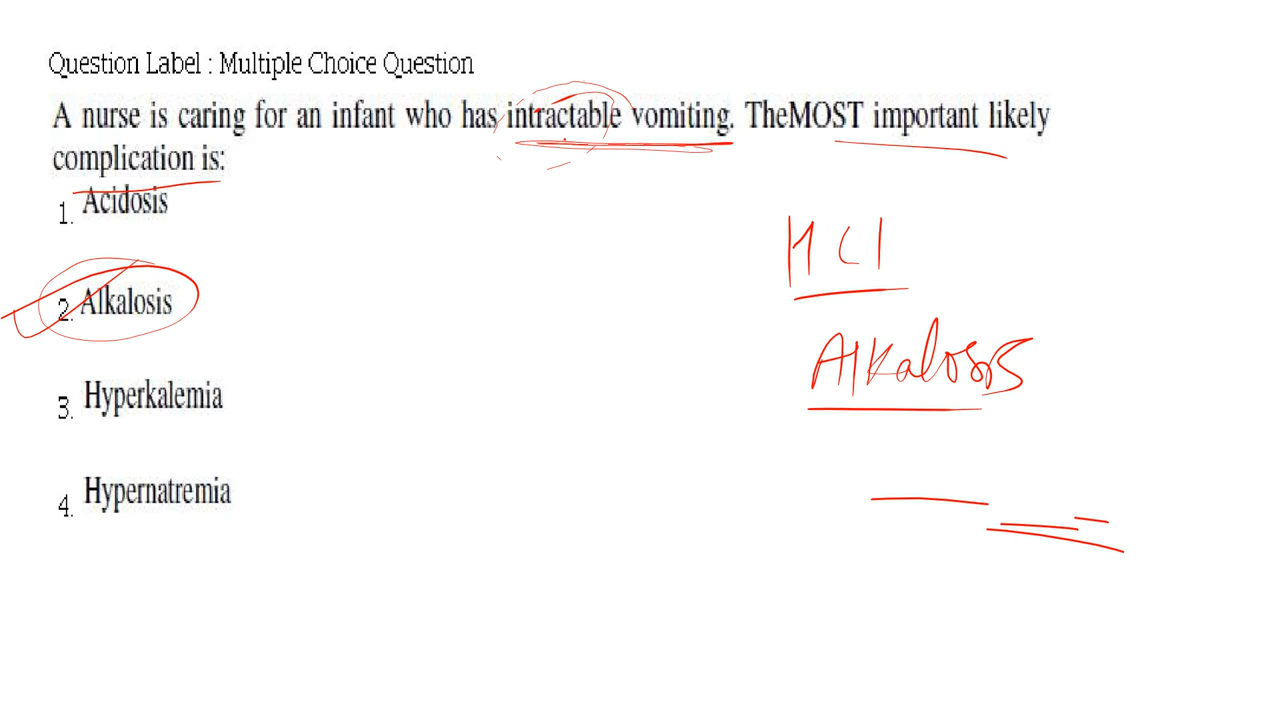 Question Label : Multiple Choice Question
A nurse is caring for an infant who has intractable vomiting. TheMOST important likely
complication is:
1. Acidosis
2. Alkalosis
3. Hyperkalemia
4. Hypernatremia
HCl
Alkalosis